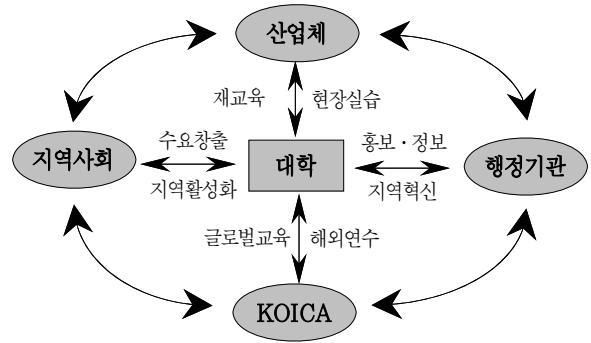 산업체
재교육 현장실습
수요창출 홍보·정보
지역사회 대학 행정기관
지역활성화 지역혁신
글로벌교육 해외연수
KOICA